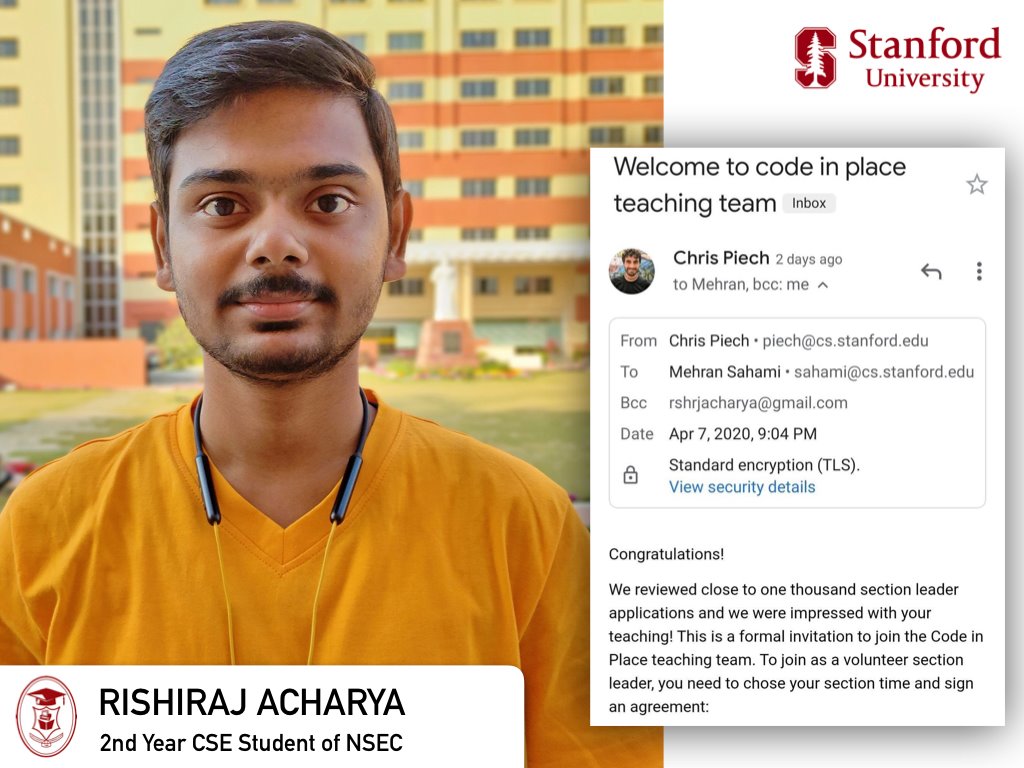 Stanford
University
Welcome to code in place
teaching team Inbox
Chris Piech 2 days ago
to Mehran, bcc: me
From Chris Piech • piech@cs.stanford.edu
To Mehran Sahami • sahami@cs.stanford.edu
Bcc rshrjacharya@gmail.com
Date Apr 7, 2020, 9:04 PM
Standard encryption (TLS).
View security details
Congratulations!
We reviewed close to one thousand section leader
applications and we were impressed with your
teaching! This is a formal invitation to join the Code in
Place teaching team. To join as a volunteer section
leader, you need to chose your section time and sign
an agreement:
RISHIRAJ ACHARYA
2nd Year CSE Student of NSEC